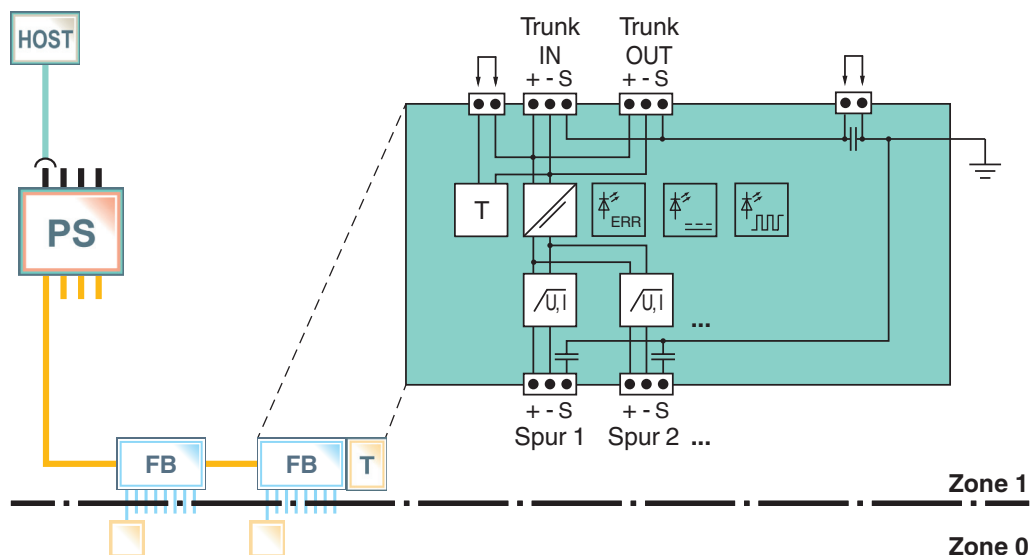 HOST
Trunk IN
Trunk OUT
+ - S
+ - S
PS
T
ERR
U, I
U, I
...
+ - S
+ - S
Spur 1
Spur 2 ...
FB
FB
T
Zone 1
Zone 0